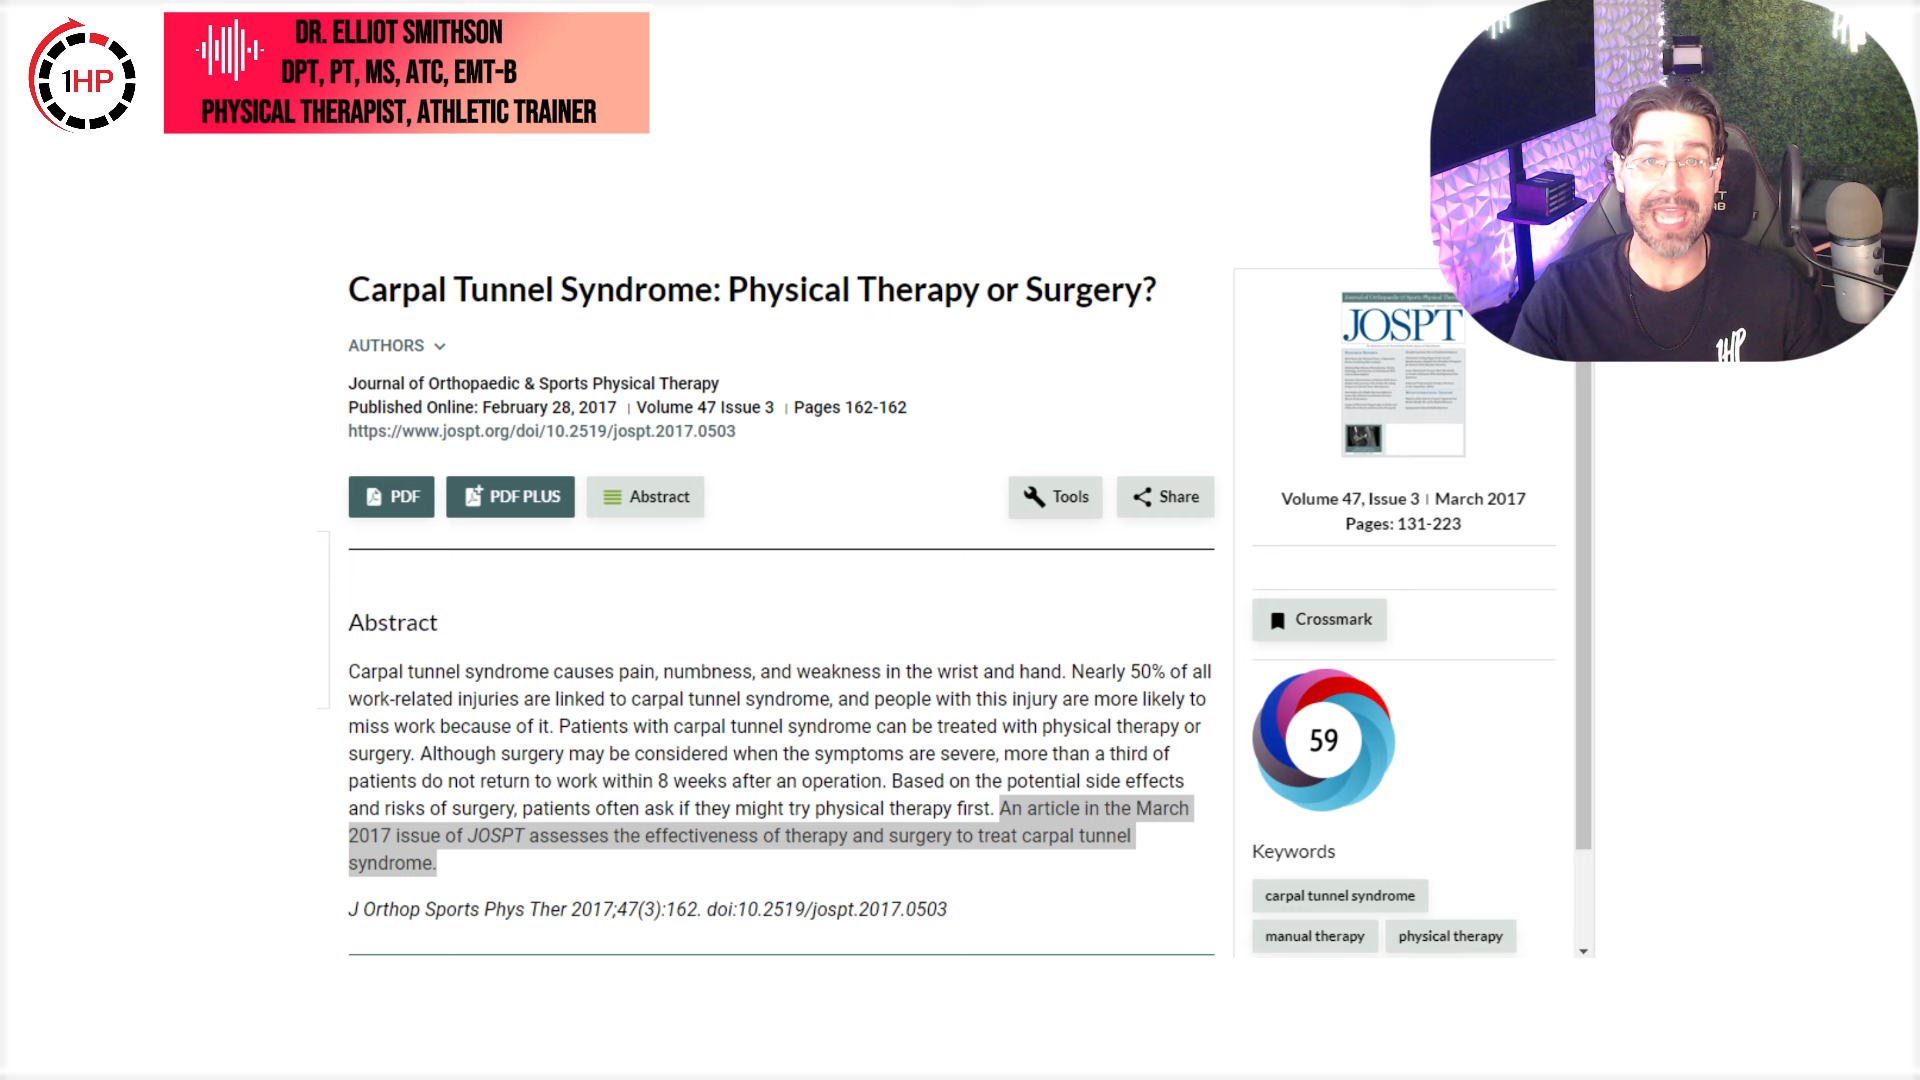 1HP
DR. ELLIOT SMITHSON
DPT, PT, MS, ATC, EMT-B
PHYSICAL THERAPIST, ATHLETIC TRAINER
Carpal Tunnel Syndrome: Physical Therapy or Surgery?
AUTHORS
Journal of Orthopaedic & Sports Physical Therapy
Published Online: February 28, 2017 | Volume 47 Issue 3 | Pages 162-162
https://www.jospt.org/doi/10.2519/jospt.2017.0503
PDF
PDF PLUS
Abstract
Tools
Share
Abstract
Carpal tunnel syndrome causes pain, numbness, and weakness in the wrist and hand. Nearly 50% of all
work-related injuries are linked to carpal tunnel syndrome, and people with this injury are more likely to
miss work because of it. Patients with carpal tunnel syndrome can be treated with physical therapy or
surgery. Although surgery may be considered when the symptoms are severe, more than a third of
patients do not return to work within 8 weeks after an operation. Based on the potential side effects
and risks of surgery, patients often ask if they might try physical therapy first. An article in the March
2017 issue of JOSPT assesses the effectiveness of therapy and surgery to treat carpal tunnel
syndrome.
J Orthop Sports Phys Ther 2017;47(3):162. doi:10.2519/jospt.2017.0503
JOSPT
Volume 47, Issue 3 | March 2017
Pages: 131-223
Crossmark
59
Keywords
carpal tunnel syndrome
manual therapy
physical therapy
1HP